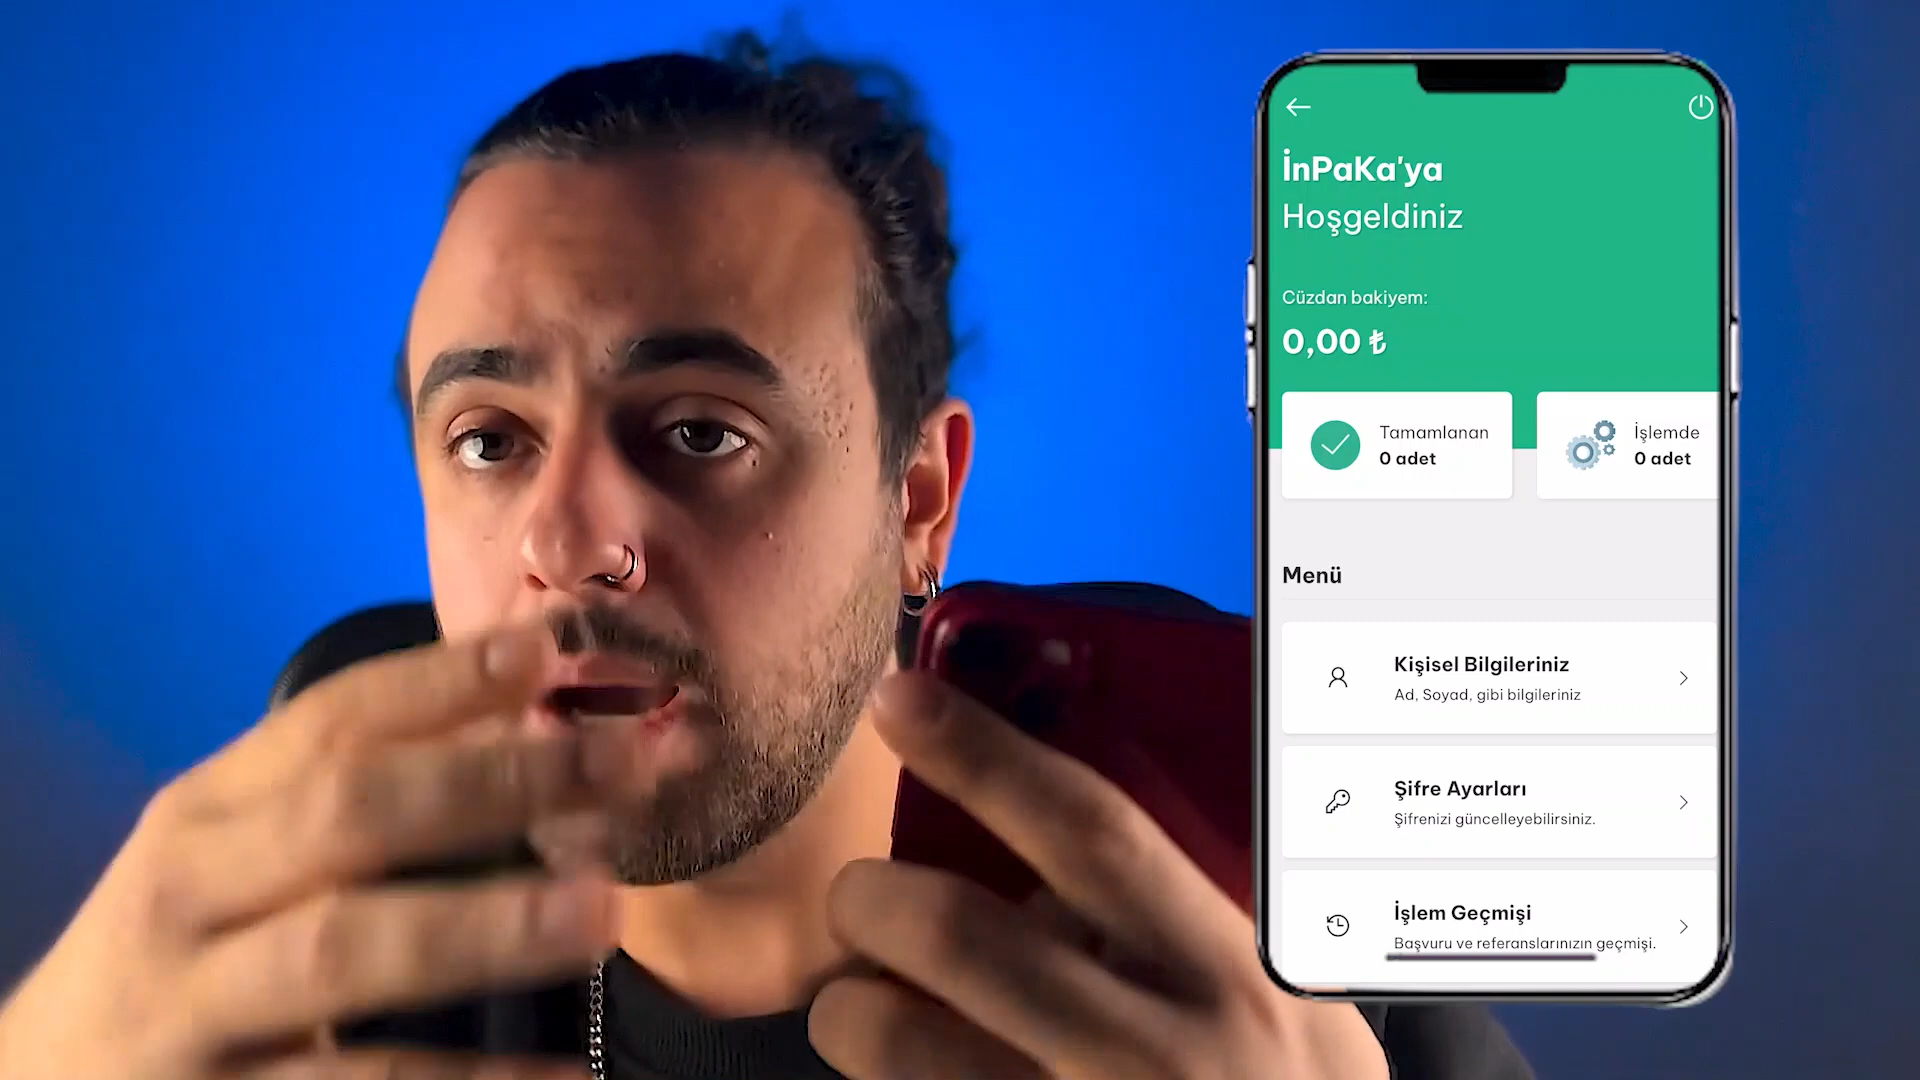 İnPaKa'ya
Hoşgeldiniz
Cüzdan bakiyem:
0,00 ₺
Tamamlanan
0 adet
İşlemde
0 adet
Menü
Kişisel Bilgileriniz
Ad, Soyad, gibi bilgileriniz
Şifre Ayarları
Şifrenizi güncelleyebilirsiniz.
İşlem Geçmişi
Başvuru ve referanslarınızın geçmişi.